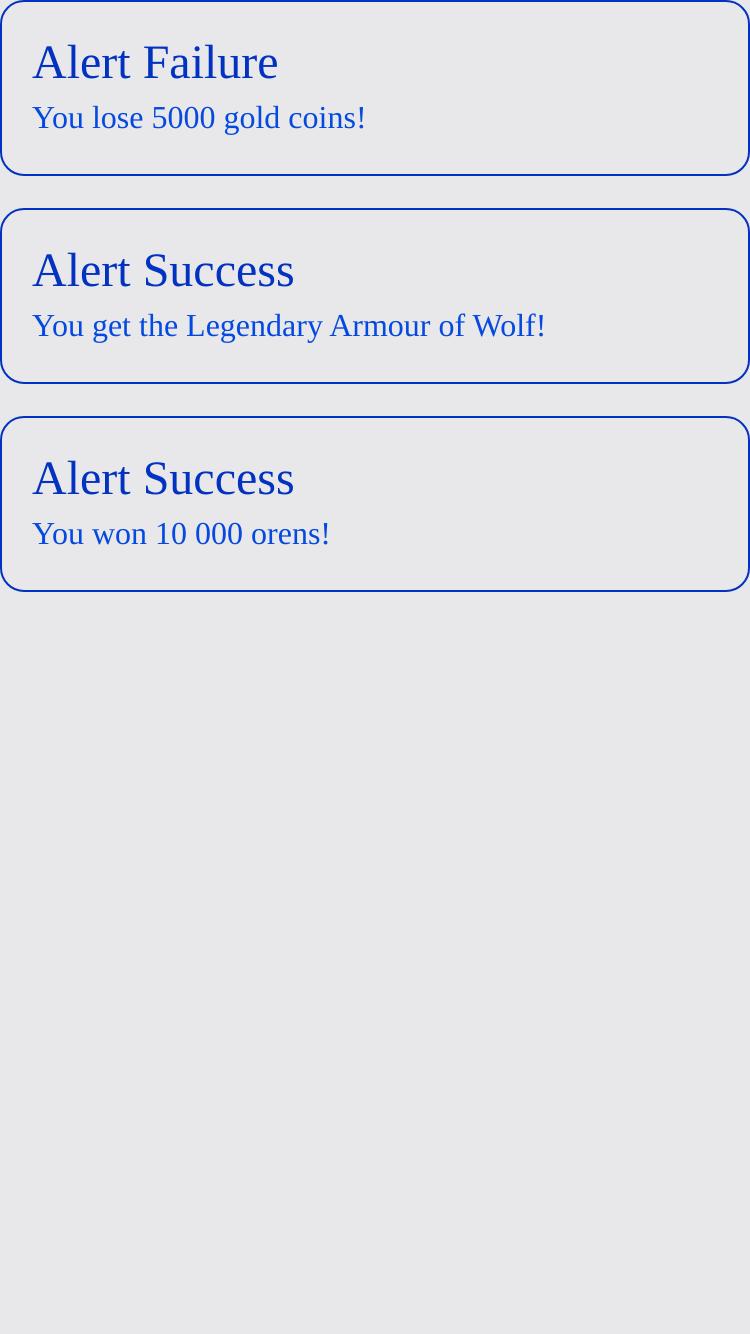 Alert Failure
You lose 5000 gold coins!
Alert Success
You get the Legendary Armour of Wolf!
Alert Success
You won 10 000 orens!